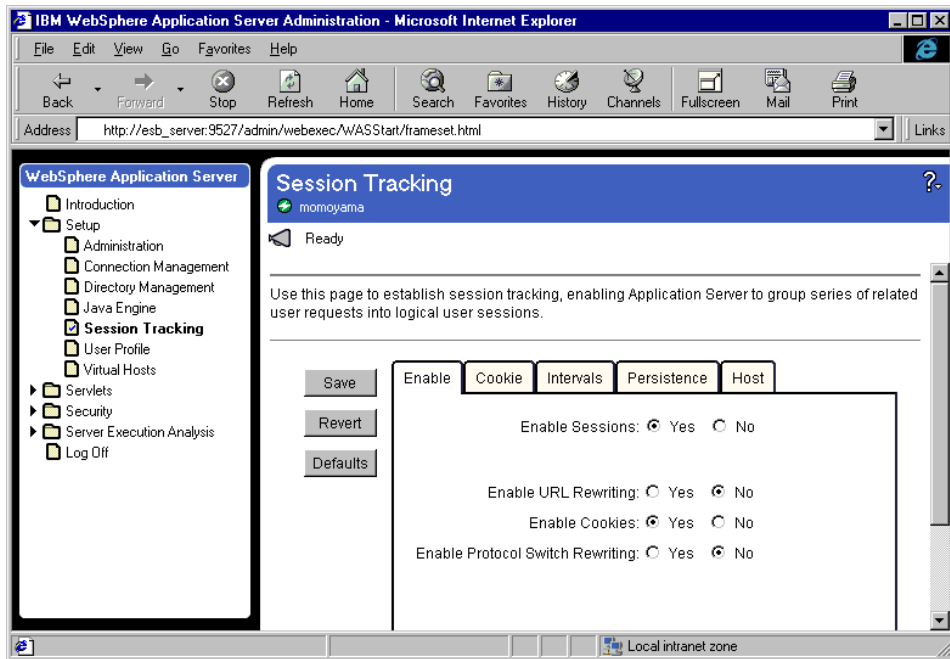 IBM WebSphere Application Server Administration - Microsoft Internet Explorer
File Edit View Go Favorites Help
Back Forward Stop Refresh Home Search Favorites History Channels Fullscreen Mail Print
Address http://esb_server:9527/admin/webexec/WASStart/frameset.html Links
WebSphere Application Server
Introduction
Setup
Administration
Connection Management
Directory Management
Java Engine
Session Tracking
User Profile
Virtual Hosts
Servlets
Security
Server Execution Analysis
Log Off
Session Tracking ?
momoyama
Ready
Use this page to establish session tracking, enabling Application Server to group series of related
user requests into logical user sessions.
Save
Revert
Defaults
Enable Cookie Intervals Persistence Host
Enable Sessions: Yes No
Enable URL Rewriting: Yes No
Enable Cookies: Yes No
Enable Protocol Switch Rewriting: Yes No
Local intranet zone